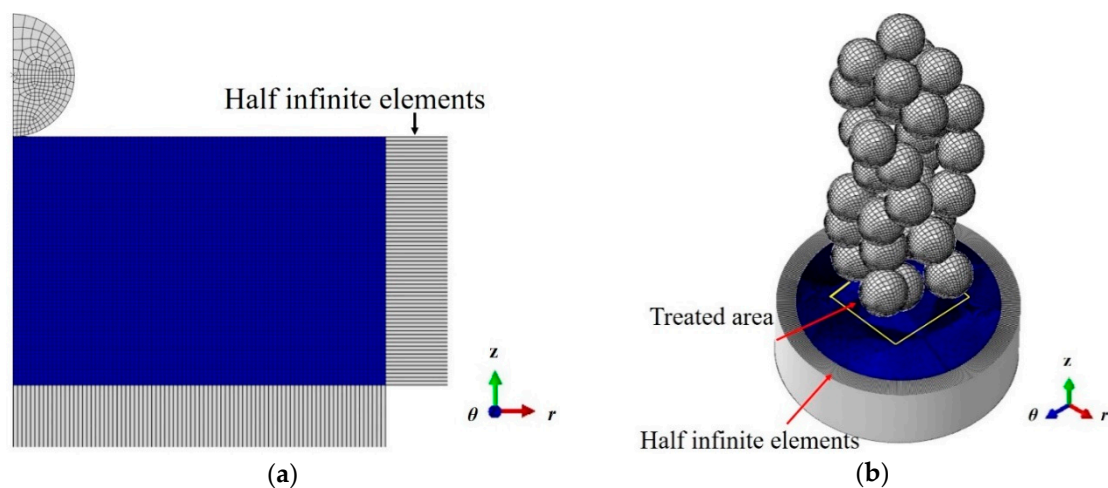 Half infinite elements
z
θ
r
(a)
Treated area
Half infinite elements
z
θ
r
(b)